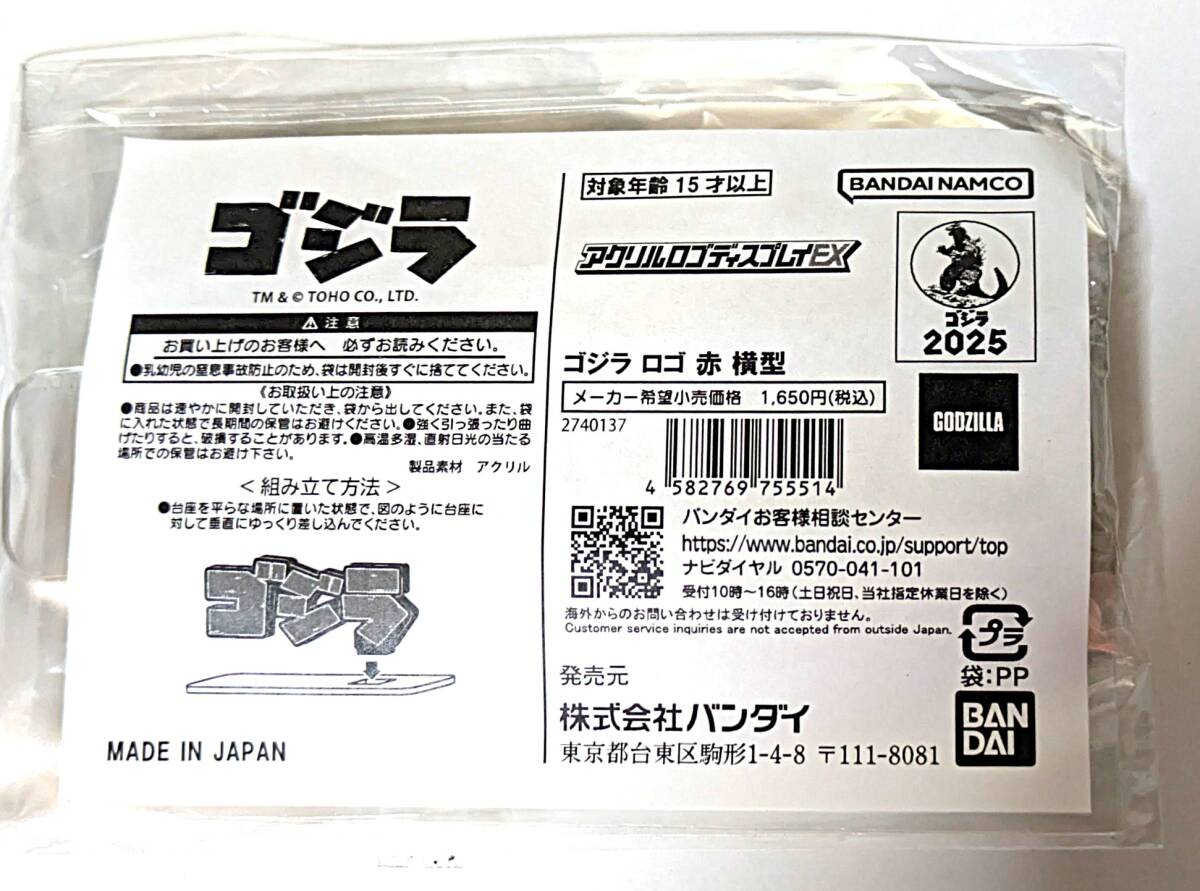 ゴジラ
TM & © TOHO CO., LTD.
⚠ 注意
お買い上げのお客様へ 必ずお読みください。
●乳幼児の窒息事故防止のため、袋は開封後すぐに捨ててください。
《お取扱い上の注意》
●商品は速やかに開封していただき、袋から出してください。また、袋
に入れた状態で長期間の保管はお避けください。●強く引っ張ったり曲
げたりすると、破損することがあります。●高温多湿、直射日光の当たる
場所での保管はお避け下さい。
製品素材 アクリル
<組み立て方法>
●台座を平らな場所に置いた状態で、図のように台座に
対して垂直にゆっくり差し込んでください。
ゴジラ
MADE IN JAPAN
対象年齢15才以上
BANDAI NAMCO
アクリルロゴディスプレイEX
ゴジラ
2025
ゴジラ ロゴ 赤 横型
メーカー希望小売価格 1,650円(税込)
2740137
GODZILLA
4 582769 755514
バンダイお客様相談センター
https://www.bandai.co.jp/support/top
ナビダイヤル 0570-041-101
受付10時〜16時(土日祝日、当社指定休業日を除く)
海外からのお問い合わせは受け付けておりません。
Customer service inquiries are not accepted from outside Japan.
プラ
袋:PP
発売元
株式会社バンダイ
東京都台東区駒形1-4-8 〒111-8081
BAN
DAI